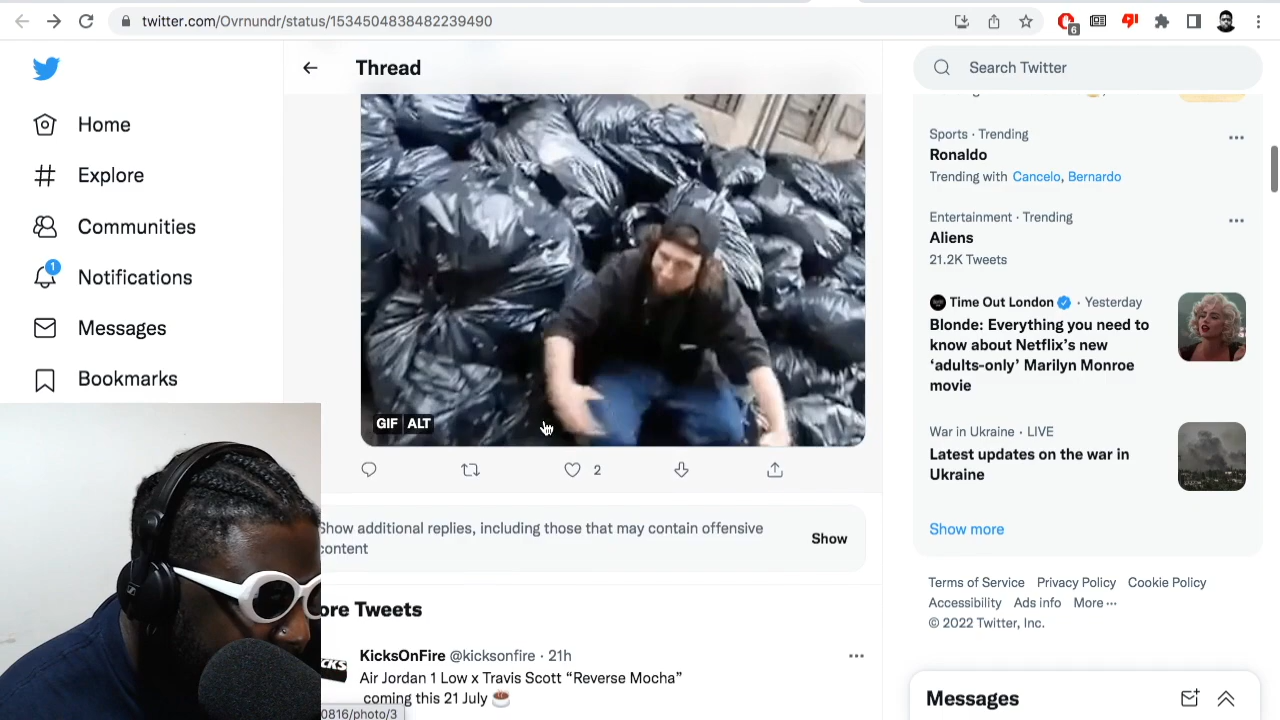 twitter.com/Ovrnundr/status/1534504838482239490
6
Thread
Search Twitter
Home
Explore
Communities
1
Notifications
Messages
Bookmarks
GIF ALT
2
Show additional replies, including those that may contain offensive
content
Show
ore Tweets
KicksOnFire @kicksonfire · 21h
Air Jordan 1 Low x Travis Scott “Reverse Mocha”
coming this 21 July
0816/photo/3
Sports · Trending
Ronaldo
Trending with Cancelo, Bernardo
Entertainment · Trending
Aliens
21.2K Tweets
Time Out London · Yesterday
Blonde: Everything you need to
know about Netflix’s new
‘adults-only’ Marilyn Monroe
movie
War in Ukraine · LIVE
Latest updates on the war in
Ukraine
Show more
Terms of Service Privacy Policy Cookie Policy
Accessibility Ads info More
© 2022 Twitter, Inc.
Messages